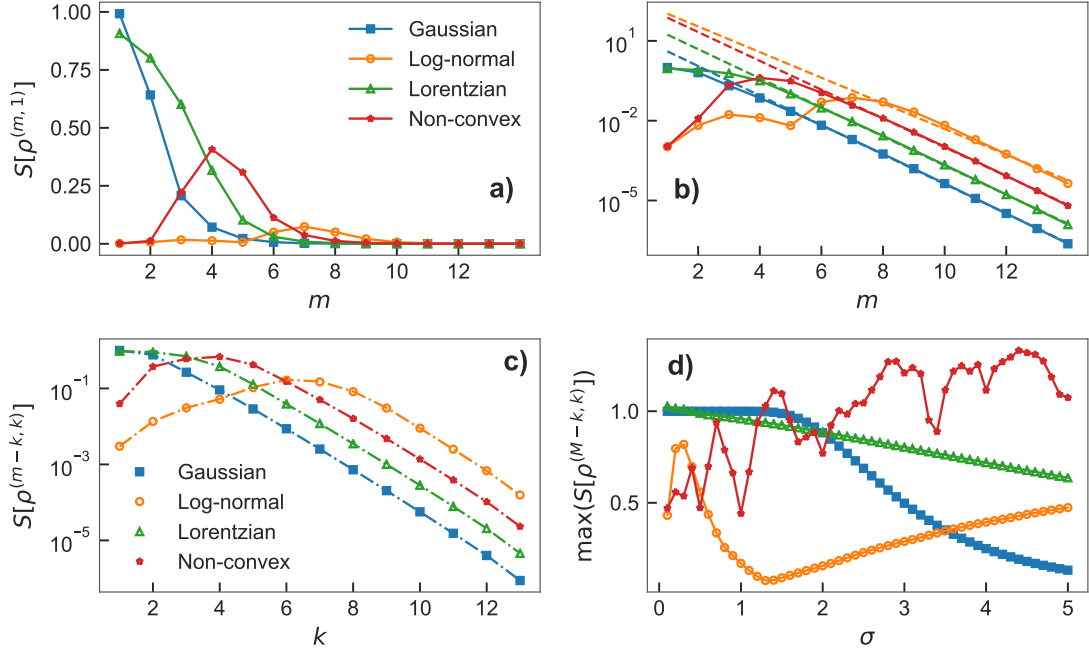 1.00
0.75
0.50
0.25
0.00
S[ρ^(m, 1)]
Gaussian
Log-normal
Lorentzian
Non-convex
a)
2 4 6 8 10 12
m
10^1
10^−2
10^−5
b)
2 4 6 8 10 12
m
10^−1
10^−3
10^−5
S[ρ^(m−k, k)]
c)
Gaussian
Log-normal
Lorentzian
Non-convex
2 4 6 8 10 12
k
1.0
0.5
max(S[ρ^(M−k, k)])
d)
0 1 2 3 4 5
σ